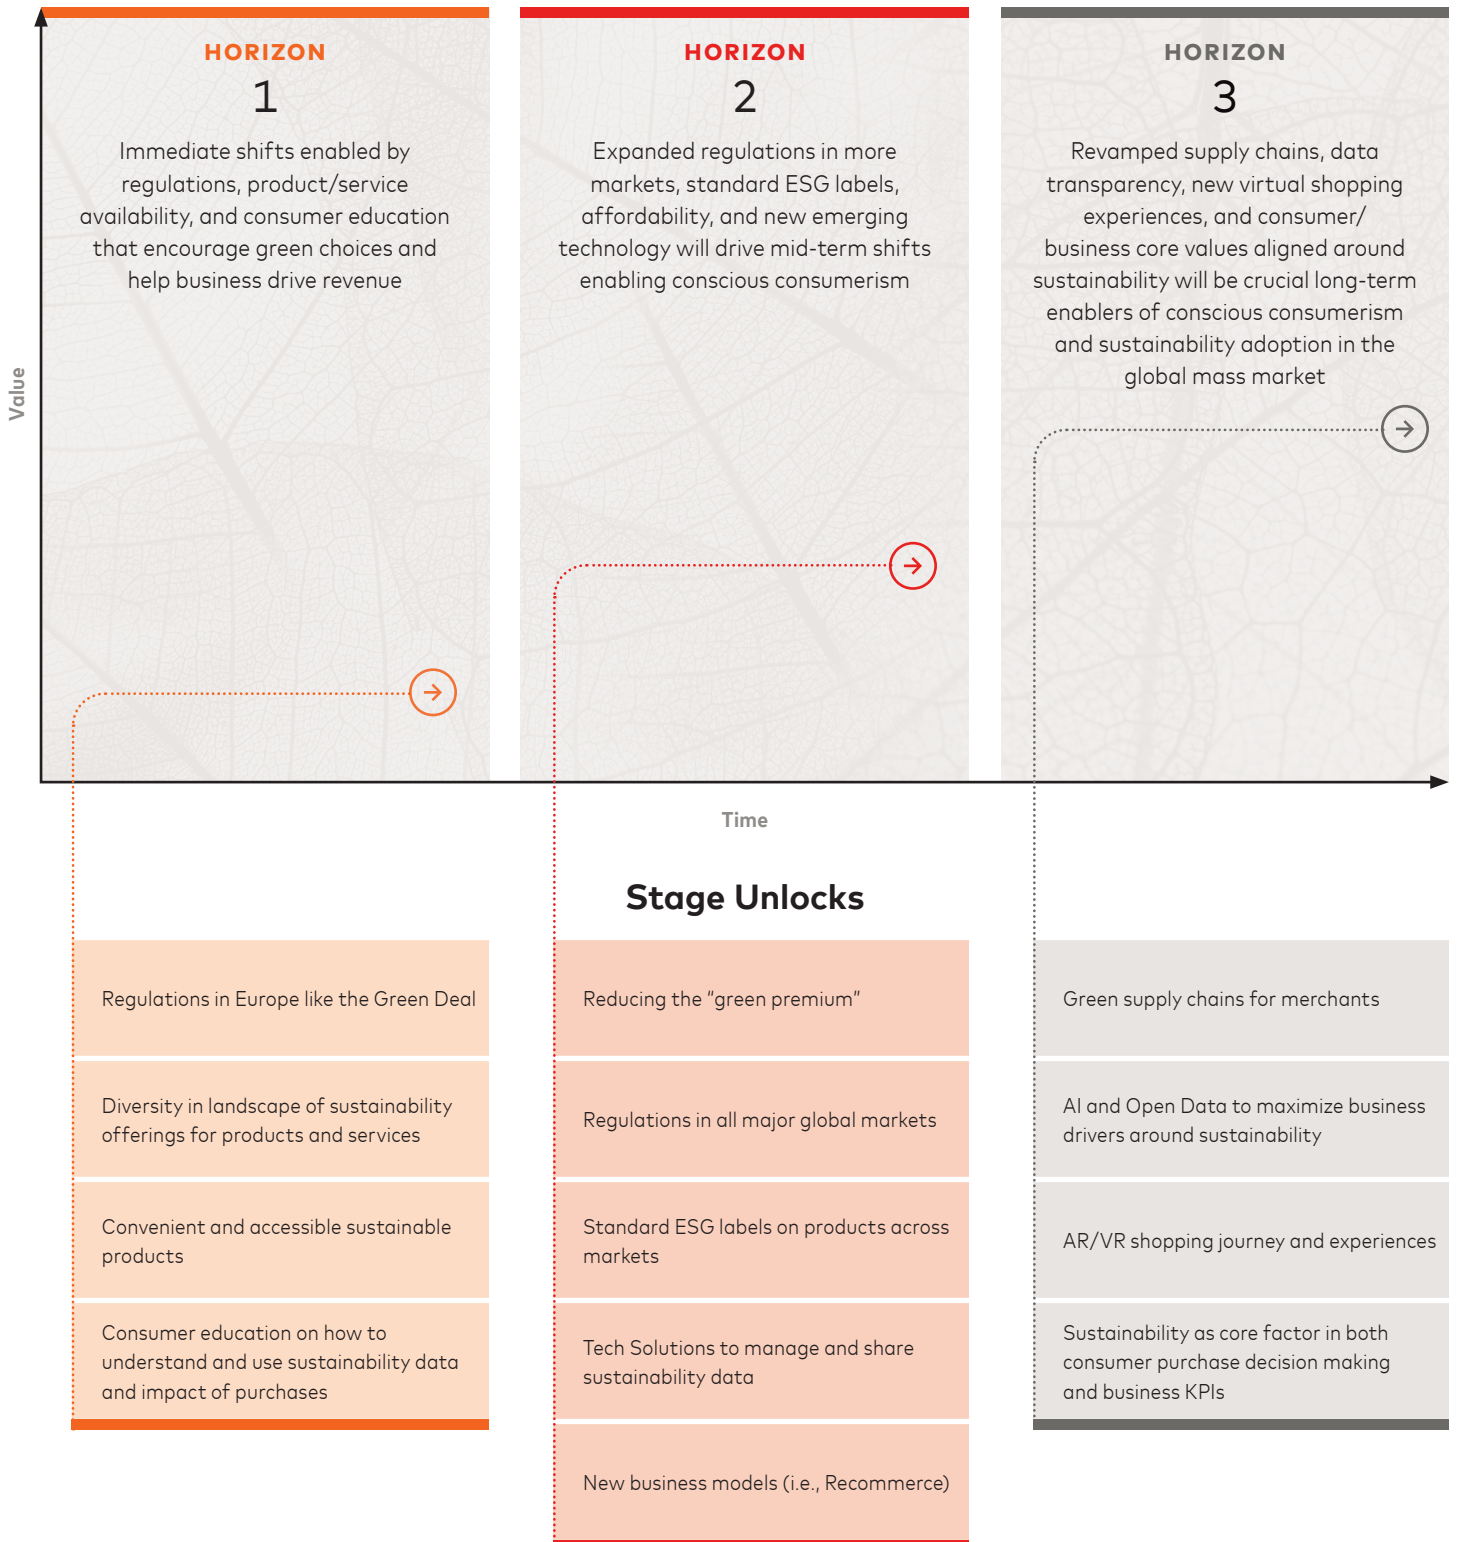 HORIZON
1
Immediate shifts enabled by
regulations, product/service
availability, and consumer education
that encourage green choices and
help business drive revenue
HORIZON
2
Expanded regulations in more
markets, standard ESG labels,
affordability, and new emerging
technology will drive mid-term shifts
enabling conscious consumerism
HORIZON
3
Revamped supply chains, data
transparency, new virtual shopping
experiences, and consumer/
business core values aligned around
sustainability will be crucial long-term
enablers of conscious consumerism
and sustainability adoption in the
global mass market
Value
Time
Stage Unlocks
Regulations in Europe like the Green Deal
Diversity in landscape of sustainability
offerings for products and services
Convenient and accessible sustainable
products
Consumer education on how to
understand and use sustainability data
and impact of purchases
Reducing the “green premium”
Regulations in all major global markets
Standard ESG labels on products across
markets
Tech Solutions to manage and share
sustainability data
New business models (i.e., Recommerce)
Green supply chains for merchants
AI and Open Data to maximize business
drivers around sustainability
AR/VR shopping journey and experiences
Sustainability as core factor in both
consumer purchase decision making
and business KPIs